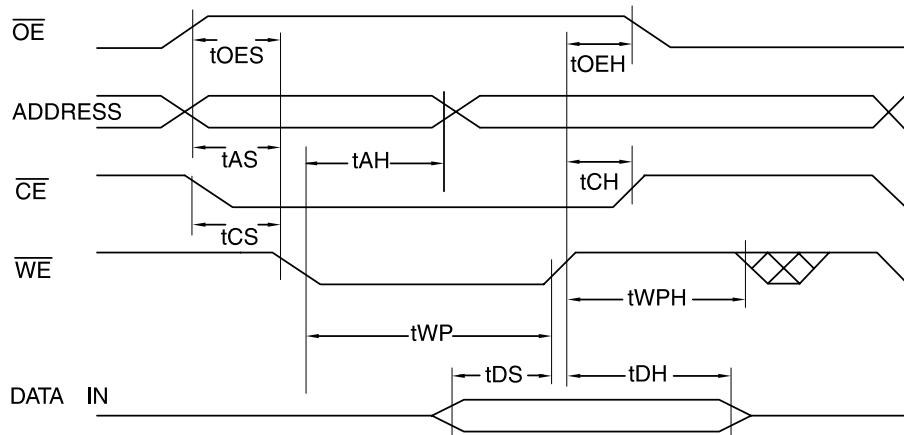 OE
tOES
tOEH
ADDRESS
tAS
tAH
tCH
CE
tCS
WE
tWPH
tWP
tDS
tDH
DATA IN